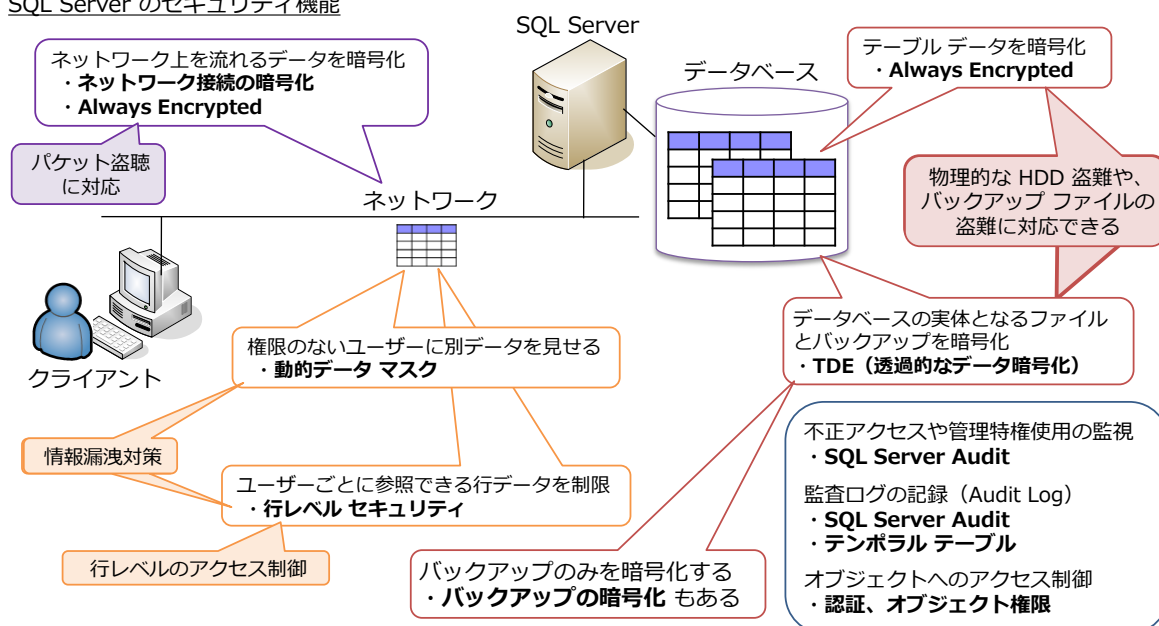 SQL Server のセキュリティ機能
SQL Server
データベース
ネットワーク上を流れるデータを暗号化
・ネットワーク接続の暗号化
・Always Encrypted
パケット盗聴
に対応
テーブル データを暗号化
・Always Encrypted
物理的な HDD 盗難や、
バックアップ ファイルの
盗難に対応できる
ネットワーク
クライアント
権限のないユーザーに別データを見せる
・動的データ マスク
情報漏洩対策
ユーザーごとに参照できる行データを制限
・行レベル セキュリティ
行レベルのアクセス制御
データベースの実体となるファイル
とバックアップを暗号化
・TDE（透過的なデータ暗号化）
バックアップのみを暗号化する
・バックアップの暗号化 もある
不正アクセスや管理特権使用の監視
・SQL Server Audit
監査ログの記録（Audit Log）
・SQL Server Audit
・テンポラル テーブル
オブジェクトへのアクセス制御
・認証、オブジェクト権限